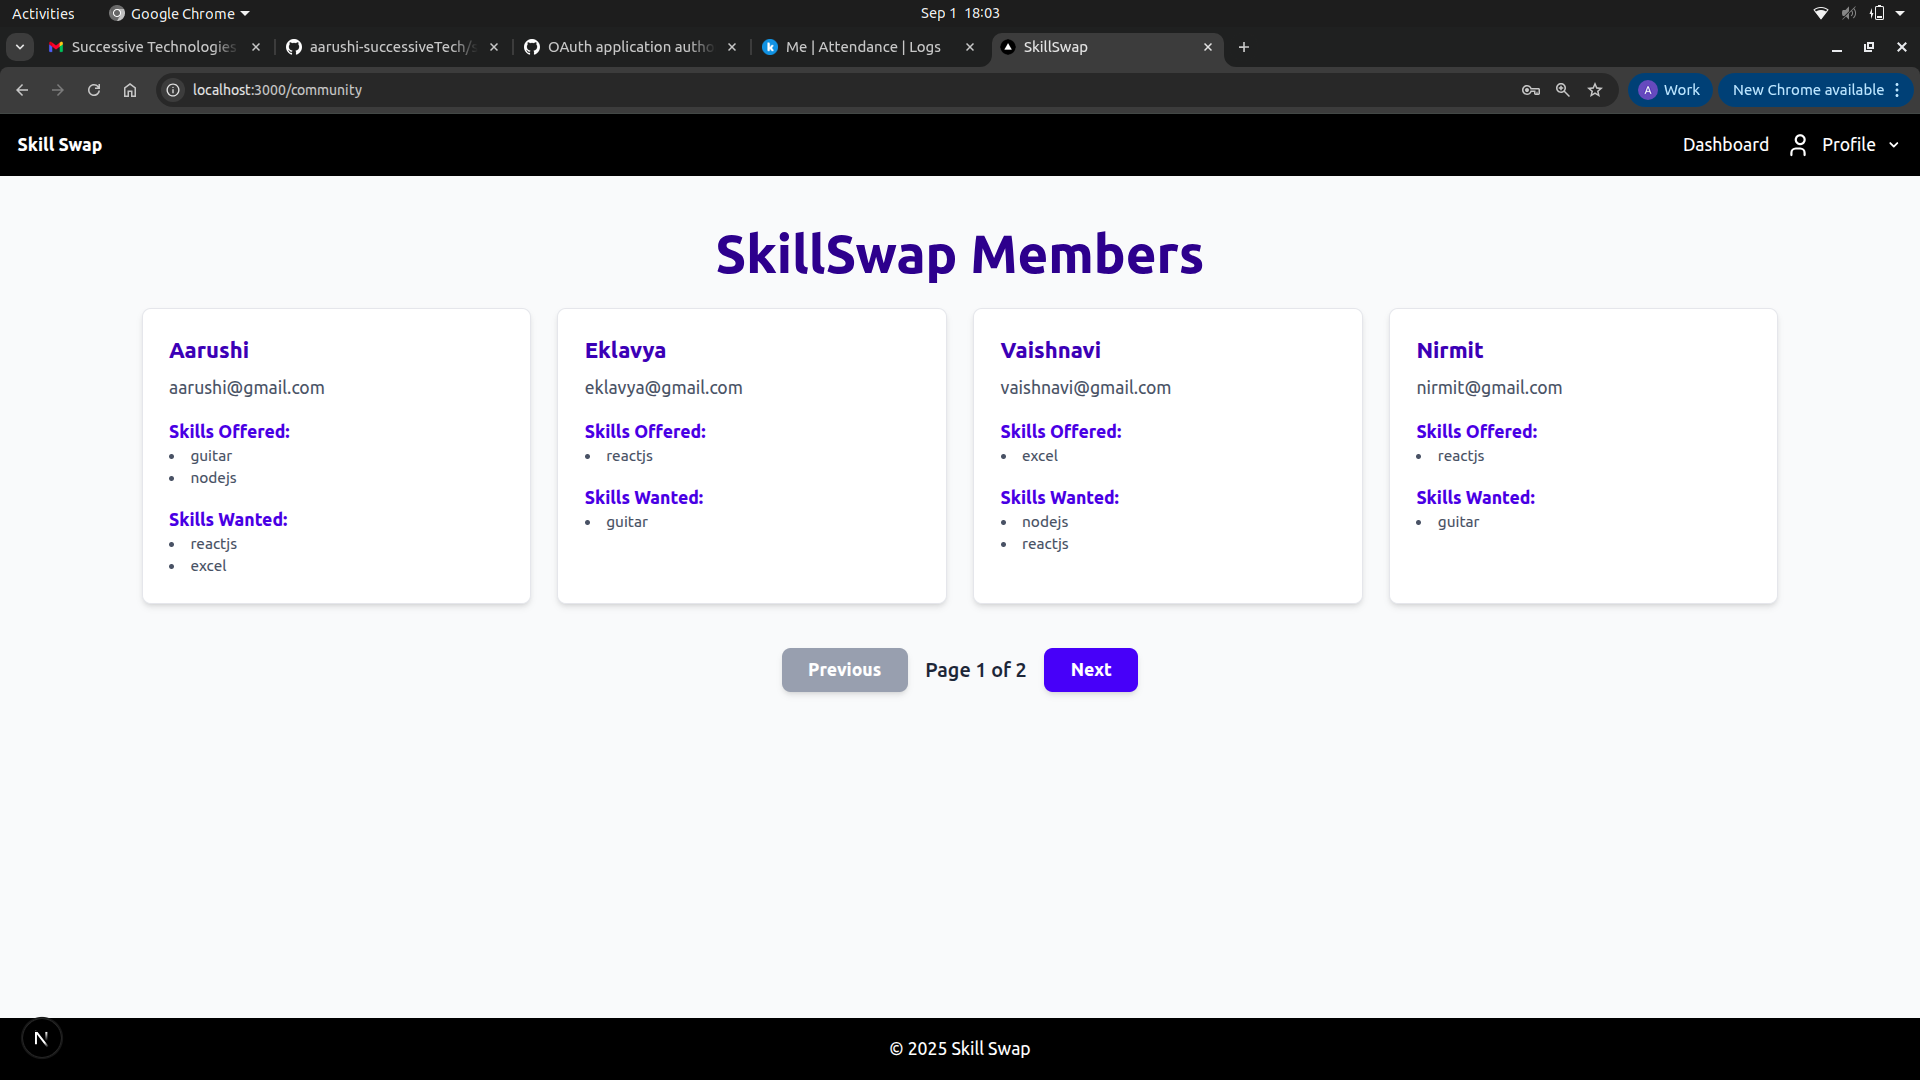 Activities
Google Chrome
Sep 1 18:03
Successive Technologies
aarushi-successiveTech/s
OAuth application autho
Me | Attendance | Logs
SkillSwap
localhost:3000/community
A Work
New Chrome available
Skill Swap
Dashboard
Profile
SkillSwap Members
Aarushi
aarushi@gmail.com
Skills Offered:
• guitar
• nodejs
Skills Wanted:
• reactjs
• excel
Eklavya
eklavya@gmail.com
Skills Offered:
• reactjs
Skills Wanted:
• guitar
Vaishnavi
vaishnavi@gmail.com
Skills Offered:
• excel
Skills Wanted:
• nodejs
• reactjs
Nirmit
nirmit@gmail.com
Skills Offered:
• reactjs
Skills Wanted:
• guitar
Previous
Page 1 of 2
Next
N
© 2025 Skill Swap